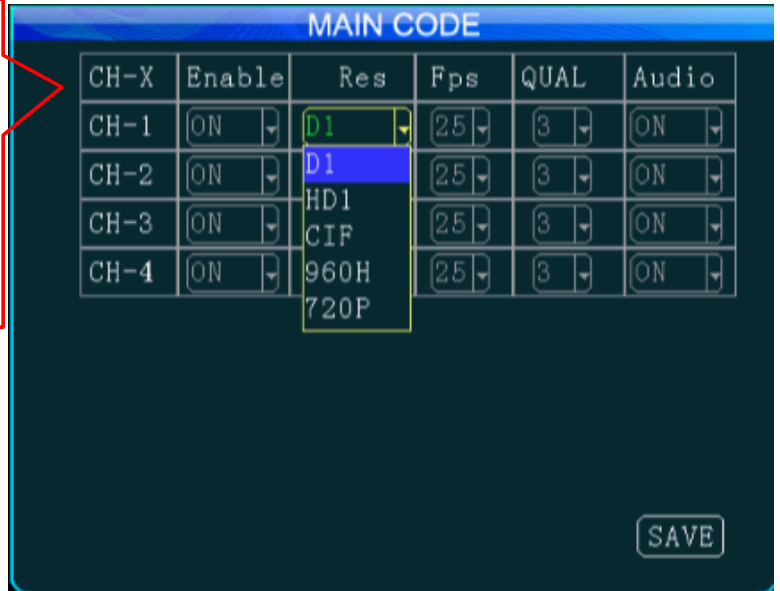 MAIN CODE
CH-X Enable Res Fps QUAL Audio
CH-1 ON D1 25 3 ON
CH-2 ON D1 25 3 ON
HD1
CH-3 ON CIF 25 3 ON
CH-4 ON 960H 25 3 ON
720P
SAVE